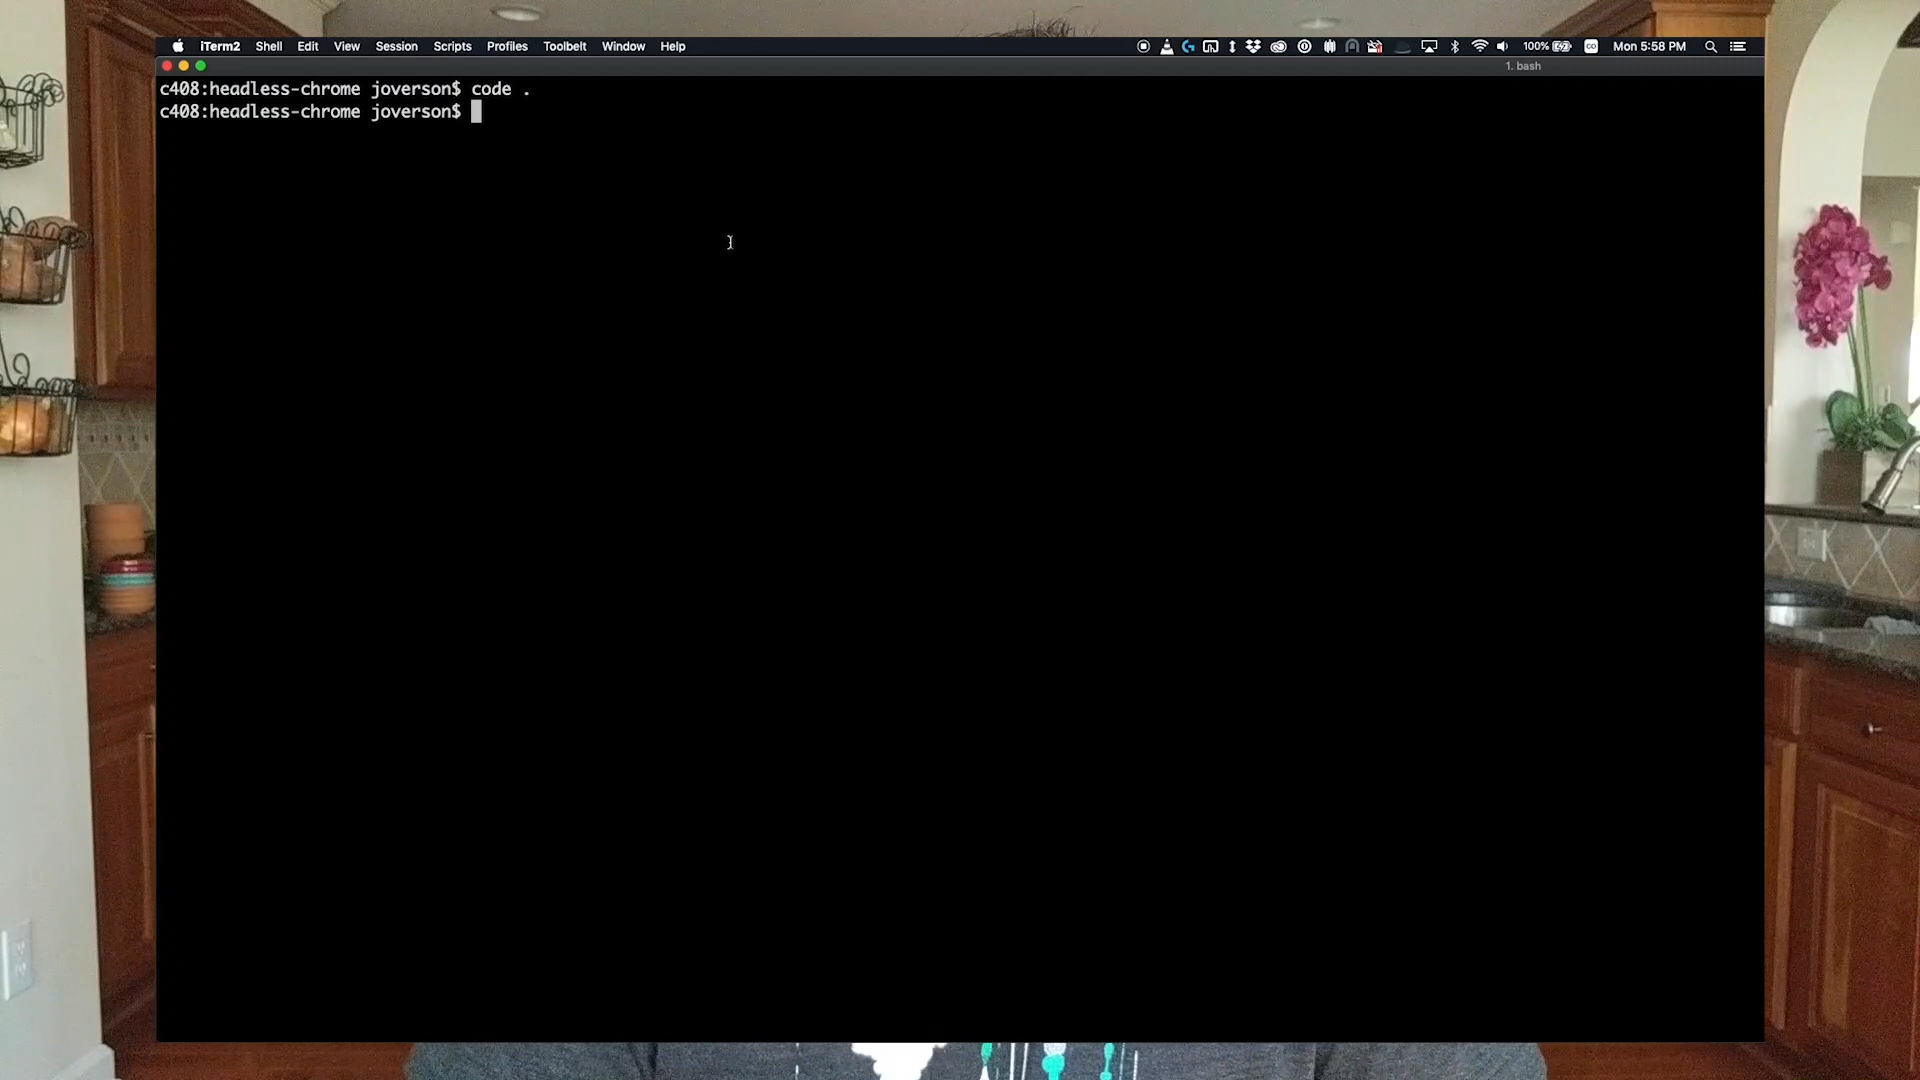 iTerm2 Shell Edit View Session Scripts Profiles Toolbelt Window Help 100% Mon 5:58 PM
1. bash
c408:headless-chrome joverson$ code .
c408:headless-chrome joverson$